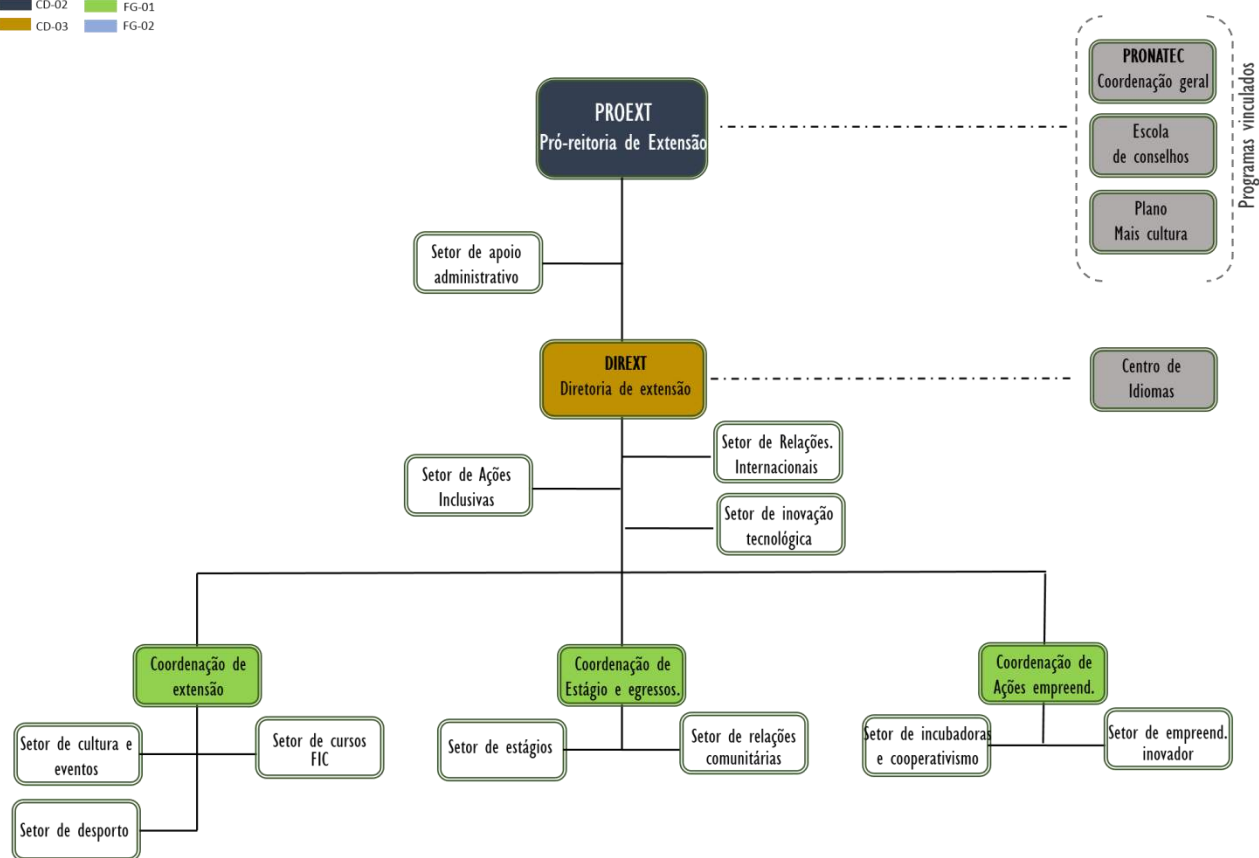 CD-02
FG-01
CD-03
FG-02
PRONATEC
Coordenação geral
Escola
de conselhos
Plano
Mais cultura
Programas vinculados
PROEXT
Pró-reitoria de Extensão
Setor de apoio
administrativo
DIREXT
Diretoria de extensão
Centro de
Idiomas
Setor de Relações.
Internacionais
Setor de Ações
Inclusivas
Setor de inovação
tecnológica
Coordenação de
extensão
Coordenação de
Estágio e egressos.
Coordenação de
Ações empreend.
Setor de cultura e
eventos
Setor de cursos
FIC
Setor de desporto
Setor de estágios
Setor de relações
comunitárias
Setor de incubadoras
e cooperativismo
Setor de empreend.
inovador